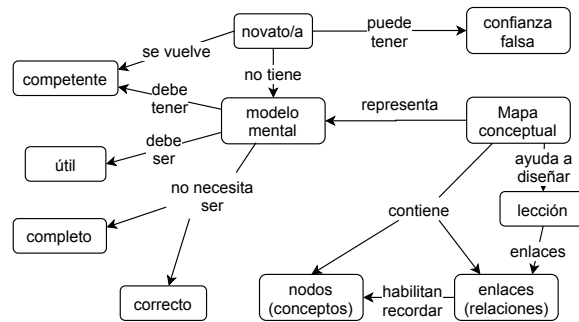 novato/a
puede
tener
confianza
falsa
se vuelve
competente
no tiene
debe
tener
modelo
mental
representa
Mapa
conceptual
debe
ser
útil
ayuda a
diseñar
no necesita
ser
lección
completo
contiene
enlaces
correcto
nodos
(conceptos)
habilitan
recordar
enlaces
(relaciones)